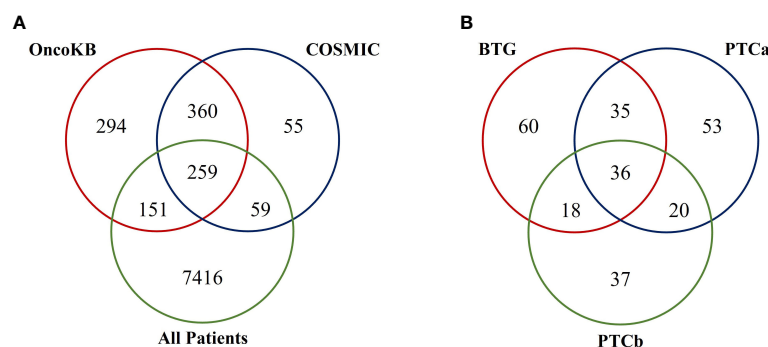 A
OncoKB
COSMIC
294
360
55
259
151
59
7416
All Patients
B
BTG
PTCa
60
35
53
36
18
20
37
PTCb